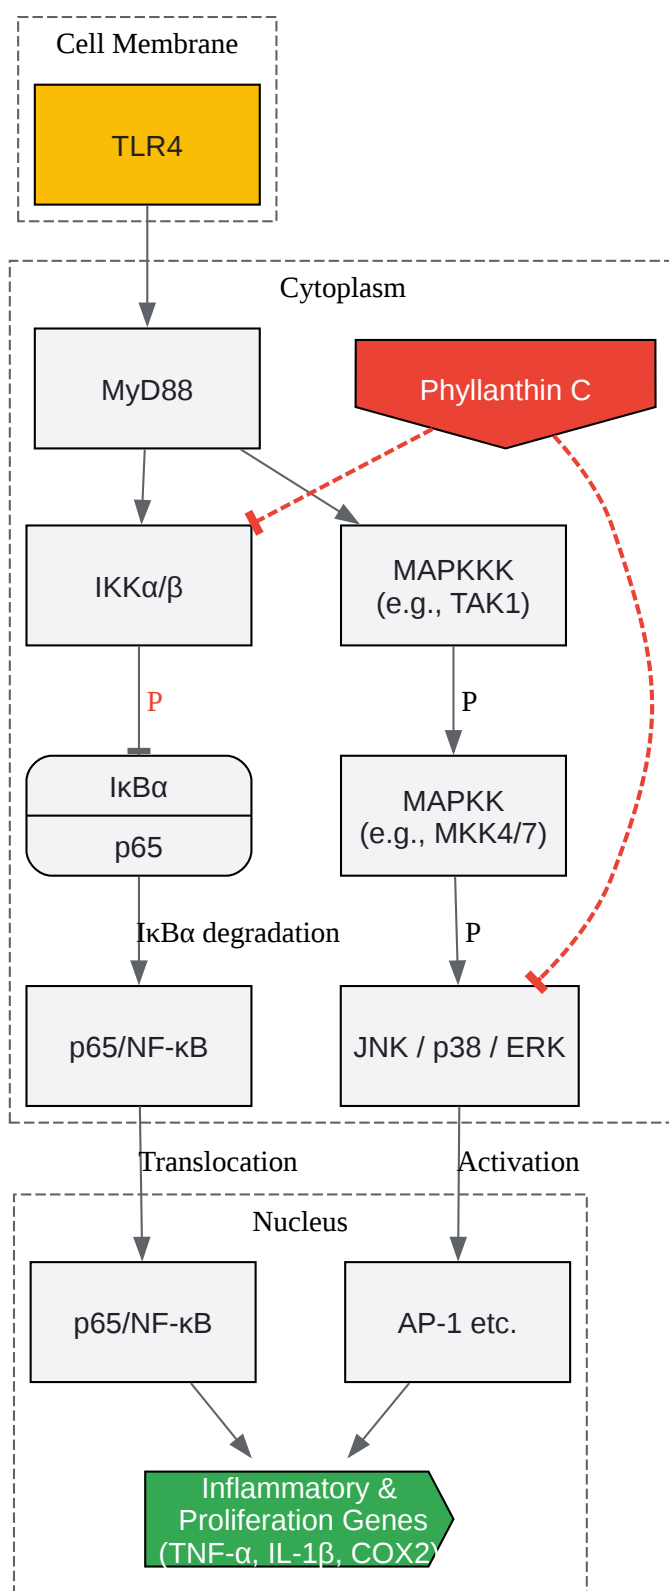 Cell Membrane
TLR4
Cytoplasm
MyD88
Phyllanthin C
IKKα/β
MAPKKK
(e.g., TAK1)
P
P
IκBα
p65
MAPKK
(e.g., MKK4/7)
IκBα degradation
P
p65/NF-κB
JNK / p38 / ERK
Translocation
Activation
Nucleus
p65/NF-κB
AP-1 etc.
Inflammatory &
Proliferation Genes
(TNF-α, IL-1β, COX2)